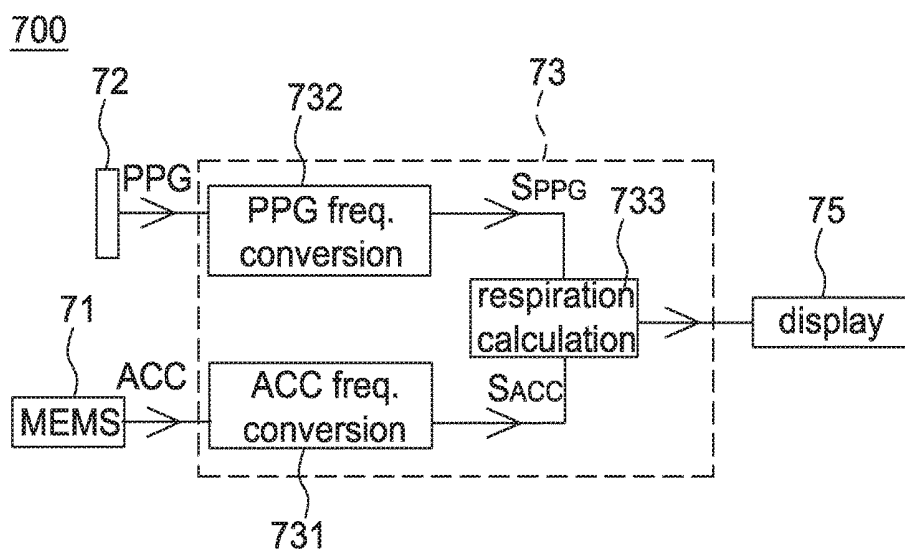 700
72
732
73
PPG
PPG freq.
conversion
SPPG
733
75
respiration
calculation
display
71
ACC
MEMS
ACC freq.
conversion
SACC
731